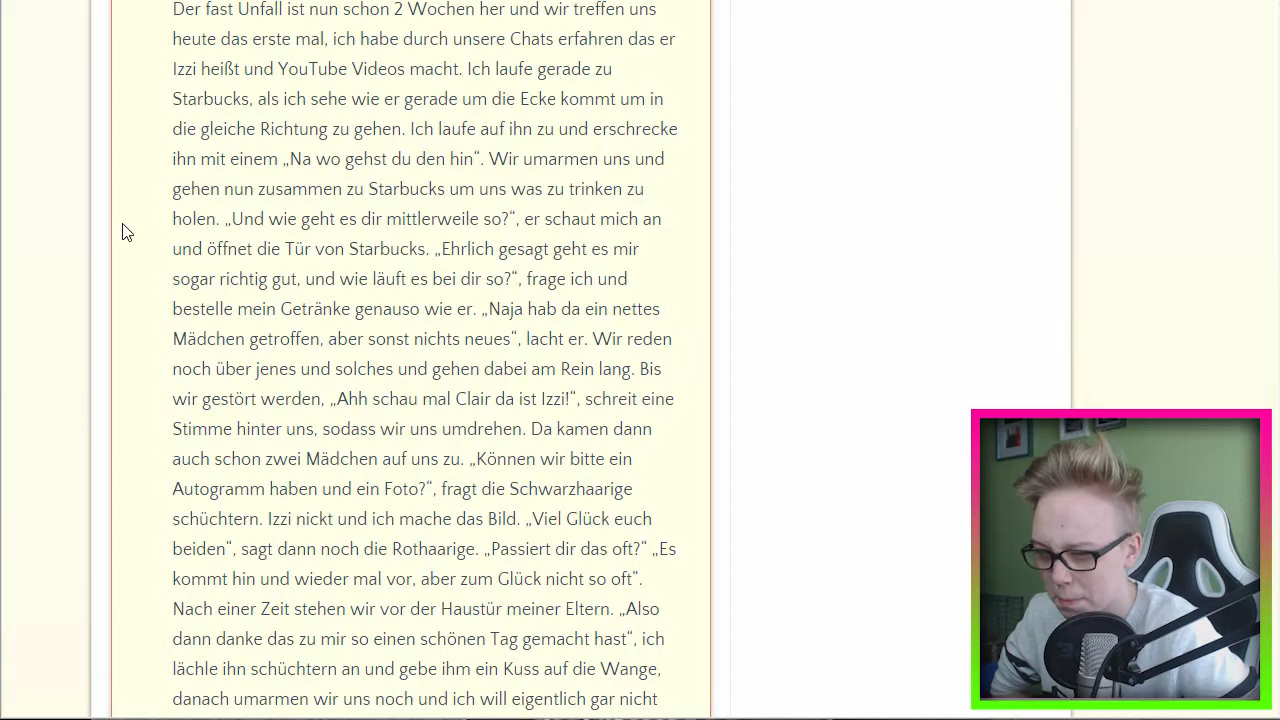 Der fast Unfall ist nun schon 2 Wochen her und wir treffen uns
heute das erste mal, ich habe durch unsere Chats erfahren das er
Izzi heißt und YouTube Videos macht. Ich laufe gerade zu
Starbucks, als ich sehe wie er gerade um die Ecke kommt um in
die gleiche Richtung zu gehen. Ich laufe auf ihn zu und erschrecke
ihn mit einem „Na wo gehst du den hin“. Wir umarmen uns und
gehen nun zusammen zu Starbucks um uns was zu trinken zu
holen. „Und wie geht es dir mittlerweile so?“, er schaut mich an
und öffnet die Tür von Starbucks. „Ehrlich gesagt geht es mir
sogar richtig gut, und wie läuft es bei dir so?“, frage ich und
bestelle mein Getränke genauso wie er. „Naja hab da ein nettes
Mädchen getroffen, aber sonst nichts neues“, lacht er. Wir reden
noch über jenes und solches und gehen dabei am Rein lang. Bis
wir gestört werden, „Ahh schau mal Clair da ist Izzi!“, schreit eine
Stimme hinter uns, sodass wir uns umdrehen. Da kamen dann
auch schon zwei Mädchen auf uns zu. „Können wir bitte ein
Autogramm haben und ein Foto?“, fragt die Schwarzhaarige
schüchtern. Izzi nickt und ich mache das Bild. „Viel Glück euch
beiden“, sagt dann noch die Rothaarige. „Passiert dir das oft?“ „Es
kommt hin und wieder mal vor, aber zum Glück nicht so oft“.
Nach einer Zeit stehen wir vor der Haustür meiner Eltern. „Also
dann danke das zu mir so einen schönen Tag gemacht hast“, ich
lächle ihn schüchtern an und gebe ihm ein Kuss auf die Wange,
danach umarmen wir uns noch und ich will eigentlich gar nicht